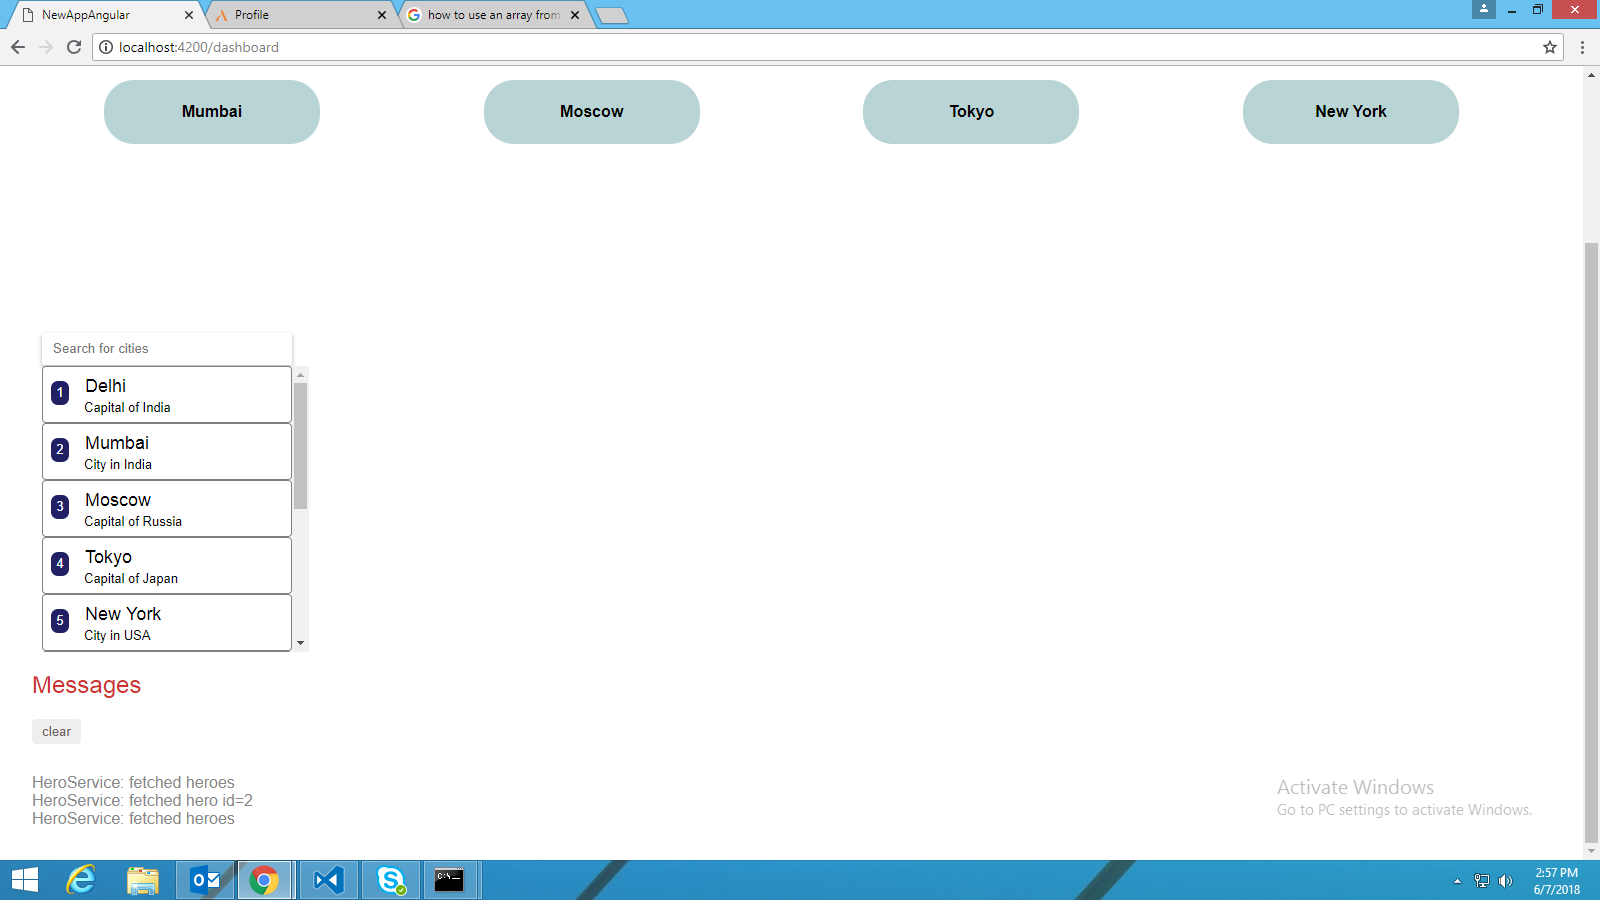 NewAppAngular
Profile
how to use an array from
localhost:4200/dashboard
Mumbai
Moscow
Tokyo
New York
Search for cities
1
Delhi
Capital of India
2
Mumbai
City in India
3
Moscow
Capital of Russia
4
Tokyo
Capital of Japan
5
New York
City in USA
Messages
clear
HeroService: fetched heroes
HeroService: fetched hero id=2
HeroService: fetched heroes
Activate Windows
Go to PC settings to activate Windows.
2:57 PM
6/7/2018